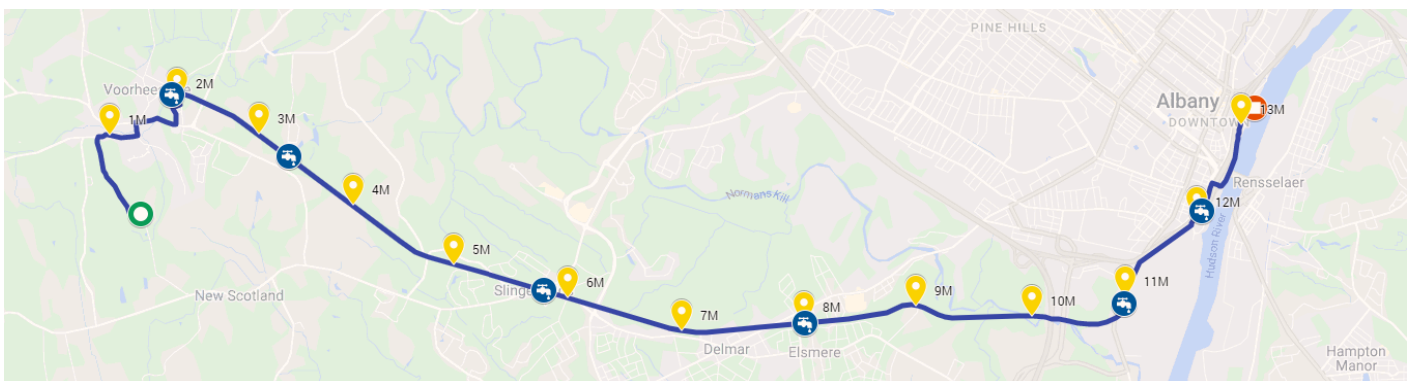 PINE HILLS
2M
1M
3M
Albany
DOWNTOWN
13M
4M
Normans Kill
Rensselaer
12M
5M
Hudson River
6M
New Scotland
11M
9M
10M
8M
7M
Delmar
Elsmere
Hampton
Manor